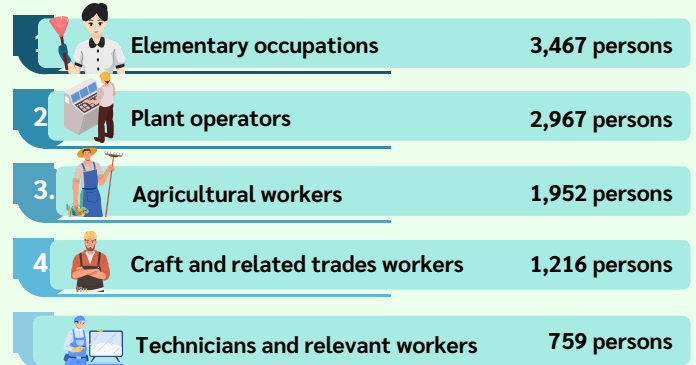 Elementary occupations 3,467 persons
2 Plant operators 2,967 persons
3. Agricultural workers 1,952 persons
4 Craft and related trades workers 1,216 persons
Technicians and relevant workers 759 persons